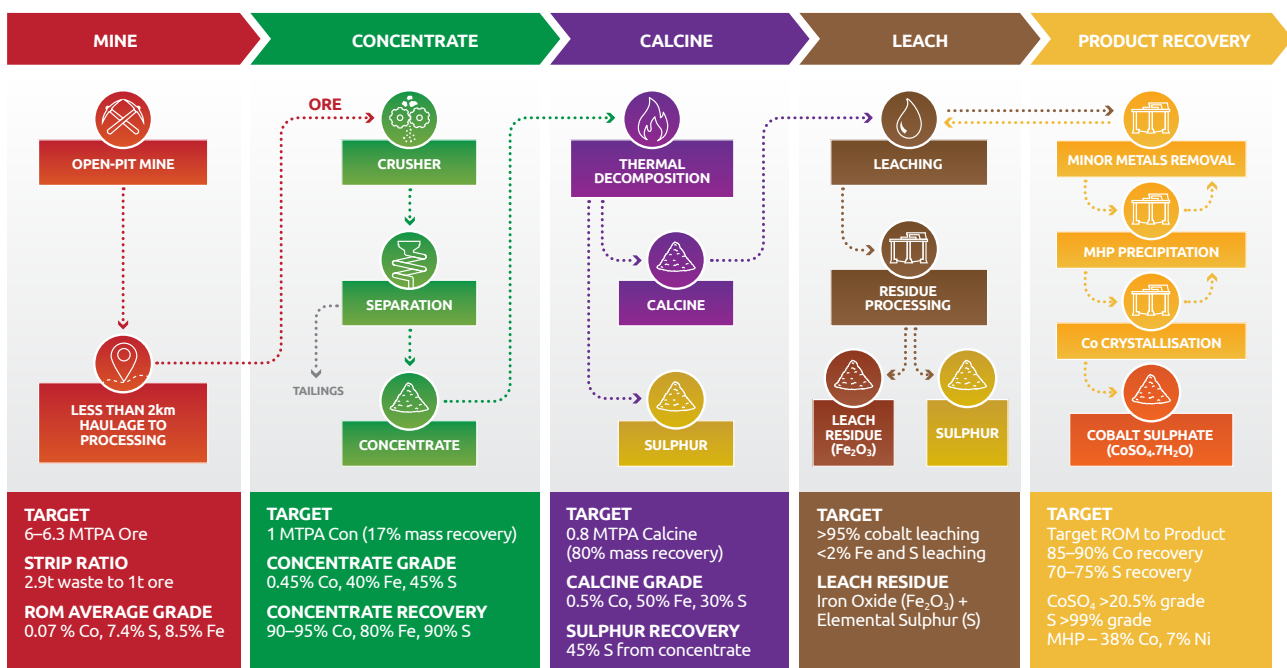 MINE
CONCENTRATE
CALCINE
LEACH
PRODUCT RECOVERY
OPEN-PIT MINE
LESS THAN 2km
HAULAGE TO
PROCESSING
ORE
CRUSHER
SEPARATION
TAILINGS
CONCENTRATE
THERMAL
DECOMPOSITION
CALCINE
SULPHUR
LEACHING
RESIDUE
PROCESSING
LEACH
RESIDUE
(Fe₂O₃)
SULPHUR
MINOR METALS REMOVAL
MHP PRECIPITATION
Co CRYSTALLISATION
COBALT SULPHATE
(CoSO₄.7H₂O)
TARGET
6–6.3 MTPA Ore
STRIP RATIO
2.9t waste to 1t ore
ROM AVERAGE GRADE
0.07 % Co, 7.4% S, 8.5% Fe
TARGET
1 MTPA Con (17% mass recovery)
CONCENTRATE GRADE
0.45% Co, 40% Fe, 45% S
CONCENTRATE RECOVERY
90–95% Co, 80% Fe, 90% S
TARGET
0.8 MTPA Calcine
(80% mass recovery)
CALCINE GRADE
0.5% Co, 50% Fe, 30% S
SULPHUR RECOVERY
45% S from concentrate
TARGET
>95% cobalt leaching
<2% Fe and S leaching
LEACH RESIDUE
Iron Oxide (Fe₂O₃) +
Elemental Sulphur (S)
TARGET
Target ROM to Product
85–90% Co recovery
70–75% S recovery
CoSO₄ >20.5% grade
S >99% grade
MHP – 38% Co, 7% Ni